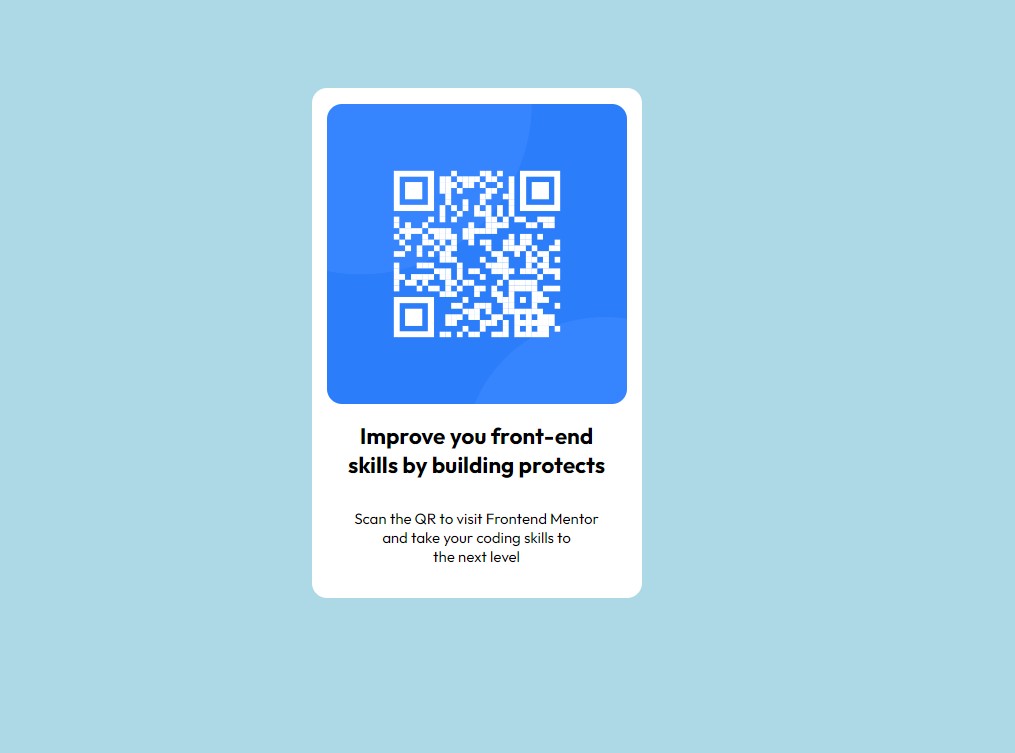 Improve you front-end
skills by building protects
Scan the QR to visit Frontend Mentor
and take your coding skills to
the next level